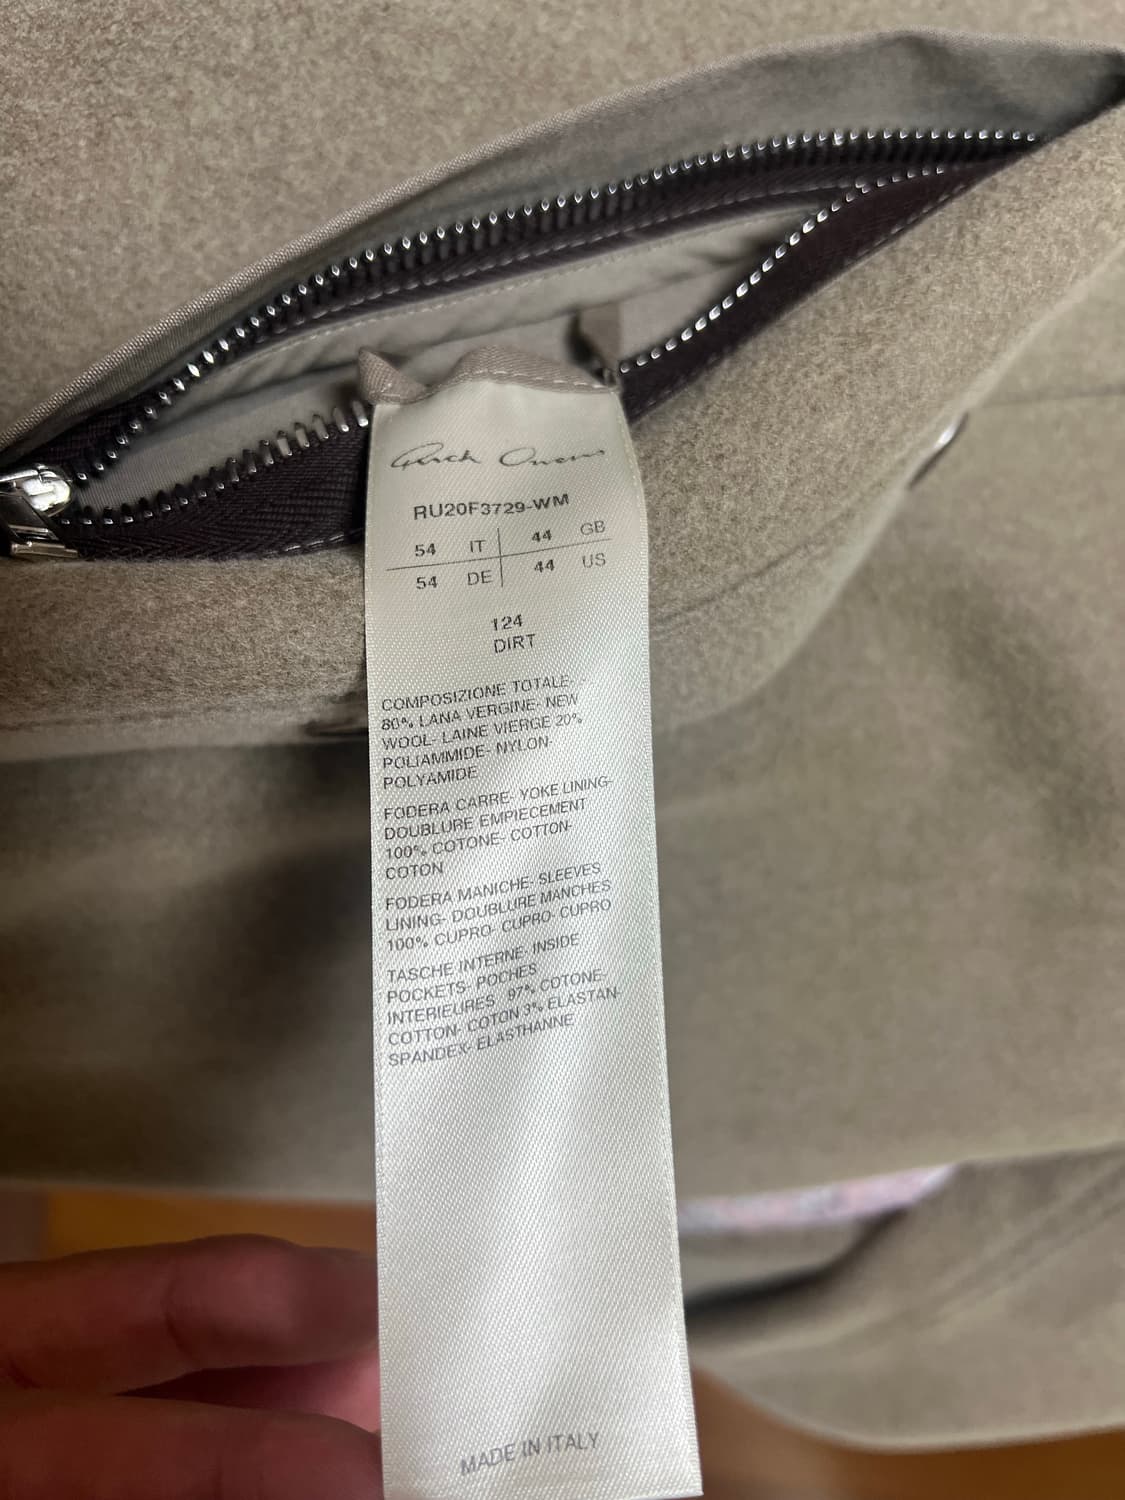 Rick Owens
RU20F3729-WM
54 IT 44 GB
54 DE 44 US
124
DIRT
COMPOSIZIONE TOTALE-
80% LANA VERGINE- NEW
WOOL- LAINE VIERGE 20%
POLIAMMIDE- NYLON-
POLYAMIDE
FODERA CARRE- YOKE LINING-
DOUBLURE EMPIECEMENT
100% COTONE- COTTON-
COTON
FODERA MANICHE- SLEEVES
LINING- DOUBLURE MANCHES
100% CUPRO- CUPRO- CUPRO
TASCHE INTERNE- INSIDE
POCKETS- POCHES
INTERIEURES 97% COTONE-
COTTON- COTON 3% ELASTAN-
SPANDEX- ELASTHANNE
MADE IN ITALY